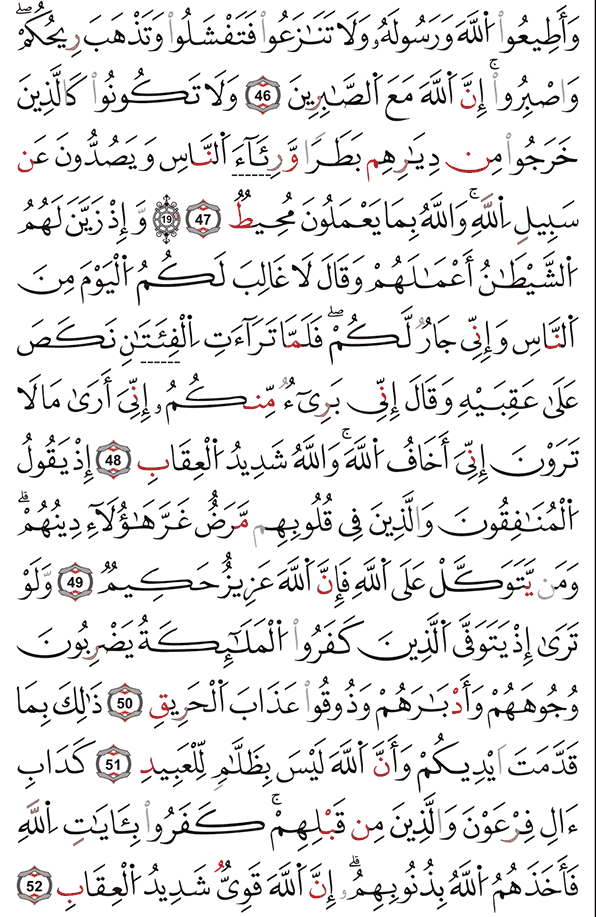 وَأَطِيعُوا۟ ٱللَّهَ وَرَسُولَهُۥ وَلَا تَنَٰزَعُوا۟ فَتَفْشَلُوا۟ وَتَذْهَبَ رِيحُكُمْ ۖ
وَٱصْبِرُوٓا۟ ۚ إِنَّ ٱللَّهَ مَعَ ٱلصَّٰبِرِينَ 46 وَلَا تَكُونُوا۟ كَٱلَّذِينَ
خَرَجُوا۟ مِن دِيَٰرِهِم بَطَرًا وَرِئَآءَ ٱلنَّاسِ وَيَصُدُّونَ عَن
سَبِيلِ ٱللَّهِ ۚ وَٱللَّهُ بِمَا يَعْمَلُونَ مُحِيطٌ 47 19 وَإِذْ زَيَّنَ لَهُمُ
ٱلشَّيْطَٰنُ أَعْمَٰلَهُمْ وَقَالَ لَا غَالِبَ لَكُمُ ٱلْيَوْمَ مِنَ
ٱلنَّاسِ وَإِنِّى جَارٌ لَّكُمْ ۖ فَلَمَّا تَرَآءَتِ ٱلْفِئَتَانِ نَكَصَ
عَلَىٰ عَقِبَيْهِ وَقَالَ إِنِّى بَرِىٓءٌ مِّنكُمُۥ إِنِّىَ أَرَىٰ مَا لَا
تَرَوْنَ إِنِّىَ أَخَافُ ٱللَّهَ ۚ وَٱللَّهُ شَدِيدُ ٱلْعِقَابِ 48 إِذْ يَقُولُ
ٱلْمُنَٰفِقُونَ وَٱلَّذِينَ فِى قُلُوبِهِم مَّرَضٌ غَرَّ هَٰٓؤُلَآءِ دِينُهُمْ ۗ
وَمَن يَتَوَكَّلْ عَلَى ٱللَّهِ فَإِنَّ ٱللَّهَ عَزِيزٌ حَكِيمٌ 49 وَلَوْ
تَرَىٰٓ إِذْ يَتَوَفَّى ٱلَّذِينَ كَفَرُوا۟ ٱلْمَلَٰٓئِكَةُ يَضْرِبُونَ
وُجُوهَهُمْ وَأَدْبَٰرَهُمْ وَذُوقُوا۟ عَذَابَ ٱلْحَرِيقِ 50 ذَٰلِكَ بِمَا
قَدَّمَتَ ا۟يْدِيكُمْ وَأَنَّ ٱللَّهَ لَيْسَ بِظَلَّٰمٍ لِّلْعَبِيدِ 51 كَدَابِ
ءَالِ فِرْعَوْنَ وَٱلَّذِينَ مِن قَبْلِهِمْ ۚ كَفَرُوا۟ بِـَٔايَٰتِ ٱللَّهِ
فَأَخَذَهُمُ ٱللَّهُ بِذُنُوبِهِمُۥ ۗ إِنَّ ٱللَّهَ قَوِىٌّ شَدِيدُ ٱلْعِقَابِ 52